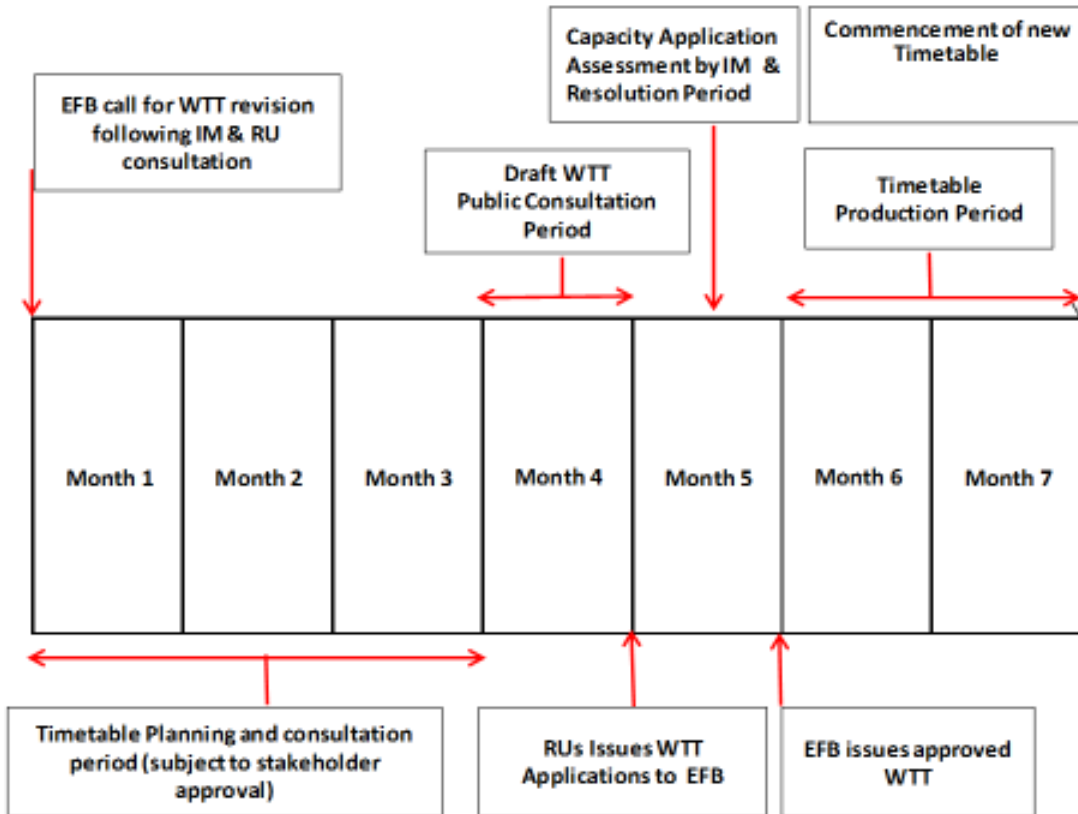 EFB call for WTT revision
following IM & RU
consultation
Draft WTT
Public Consultation
Period
Capacity Application
Assessment by IM &
Resolution Period
Commencement of new
Timetable
Timetable
Production Period
Month 1
Month 2
Month 3
Month 4
Month 5
Month 6
Month 7
Timetable Planning and consultation
period (subject to stakeholder
approval)
RUs Issues WTT
Applications to EFB
EFB issues approved
WTT